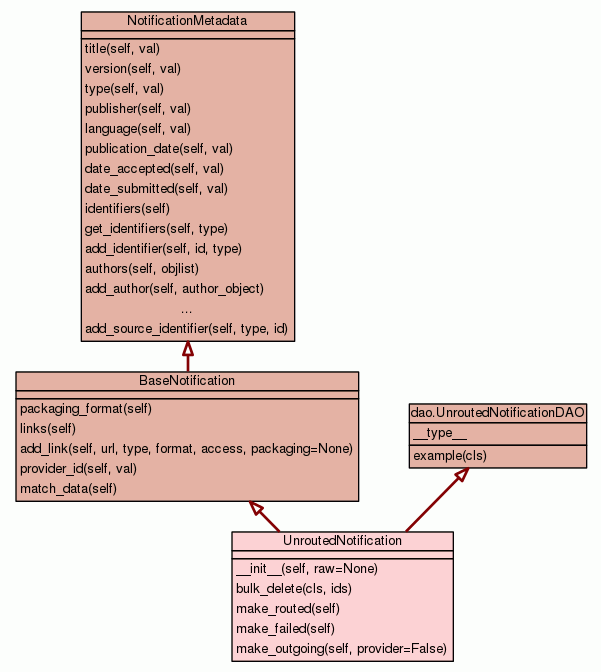 NotificationMetadata
title(self, val)
version(self, val)
type(self, val)
publisher(self, val)
language(self, val)
publication_date(self, val)
date_accepted(self, val)
date_submitted(self, val)
identifiers(self)
get_identifiers(self, type)
add_identifier(self, id, type)
authors(self, objlist)
add_author(self, author_object)
...
add_source_identifier(self, type, id)
BaseNotification
packaging_format(self)
links(self)
add_link(self, url, type, format, access, packaging=None)
provider_id(self, val)
match_data(self)
dao.UnroutedNotificationDAO
__type__
example(cls)
UnroutedNotification
__init__(self, raw=None)
bulk_delete(cls, ids)
make_routed(self)
make_failed(self)
make_outgoing(self, provider=False)